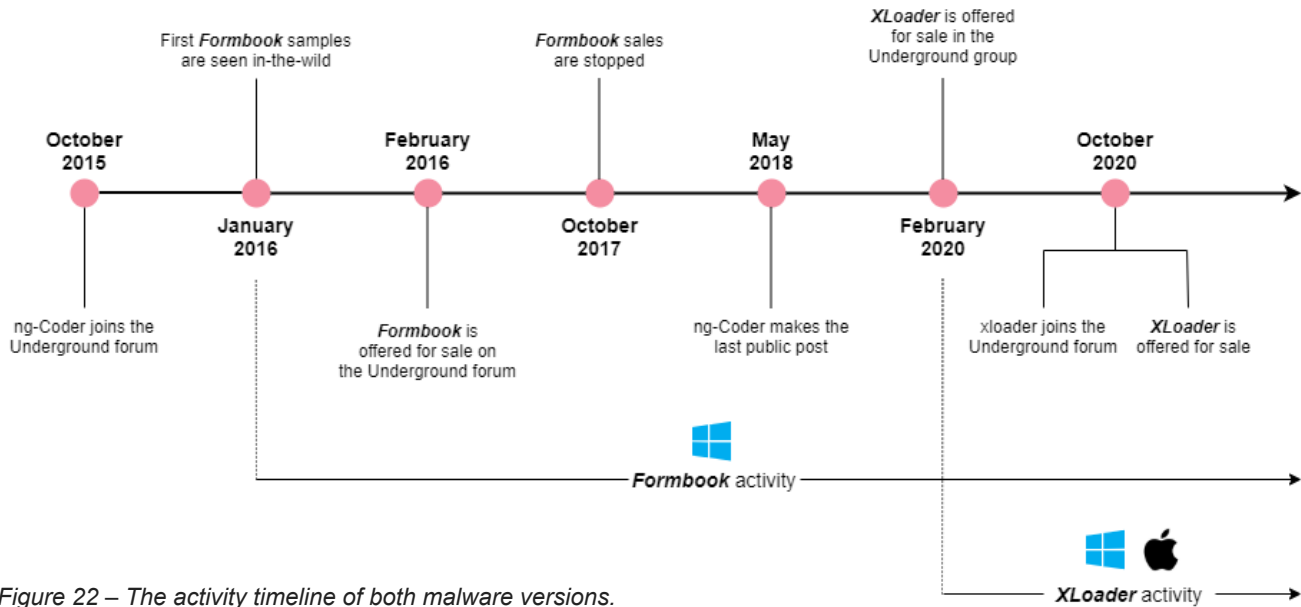 First Formbook samples
are seen in-the-wild
Formbook sales
are stopped
XLoader is offered
for sale in the
Underground group
October
2015
February
2016
May
2018
October
2020
January
2016
October
2017
February
2020
ng-Coder joins the
Underground forum
Formbook is
offered for sale on
the Underground forum
ng-Coder makes the
last public post
xloader joins the
Underground forum
XLoader is
offered for sale
Formbook activity
XLoader activity
Figure 22 – The activity timeline of both malware versions.